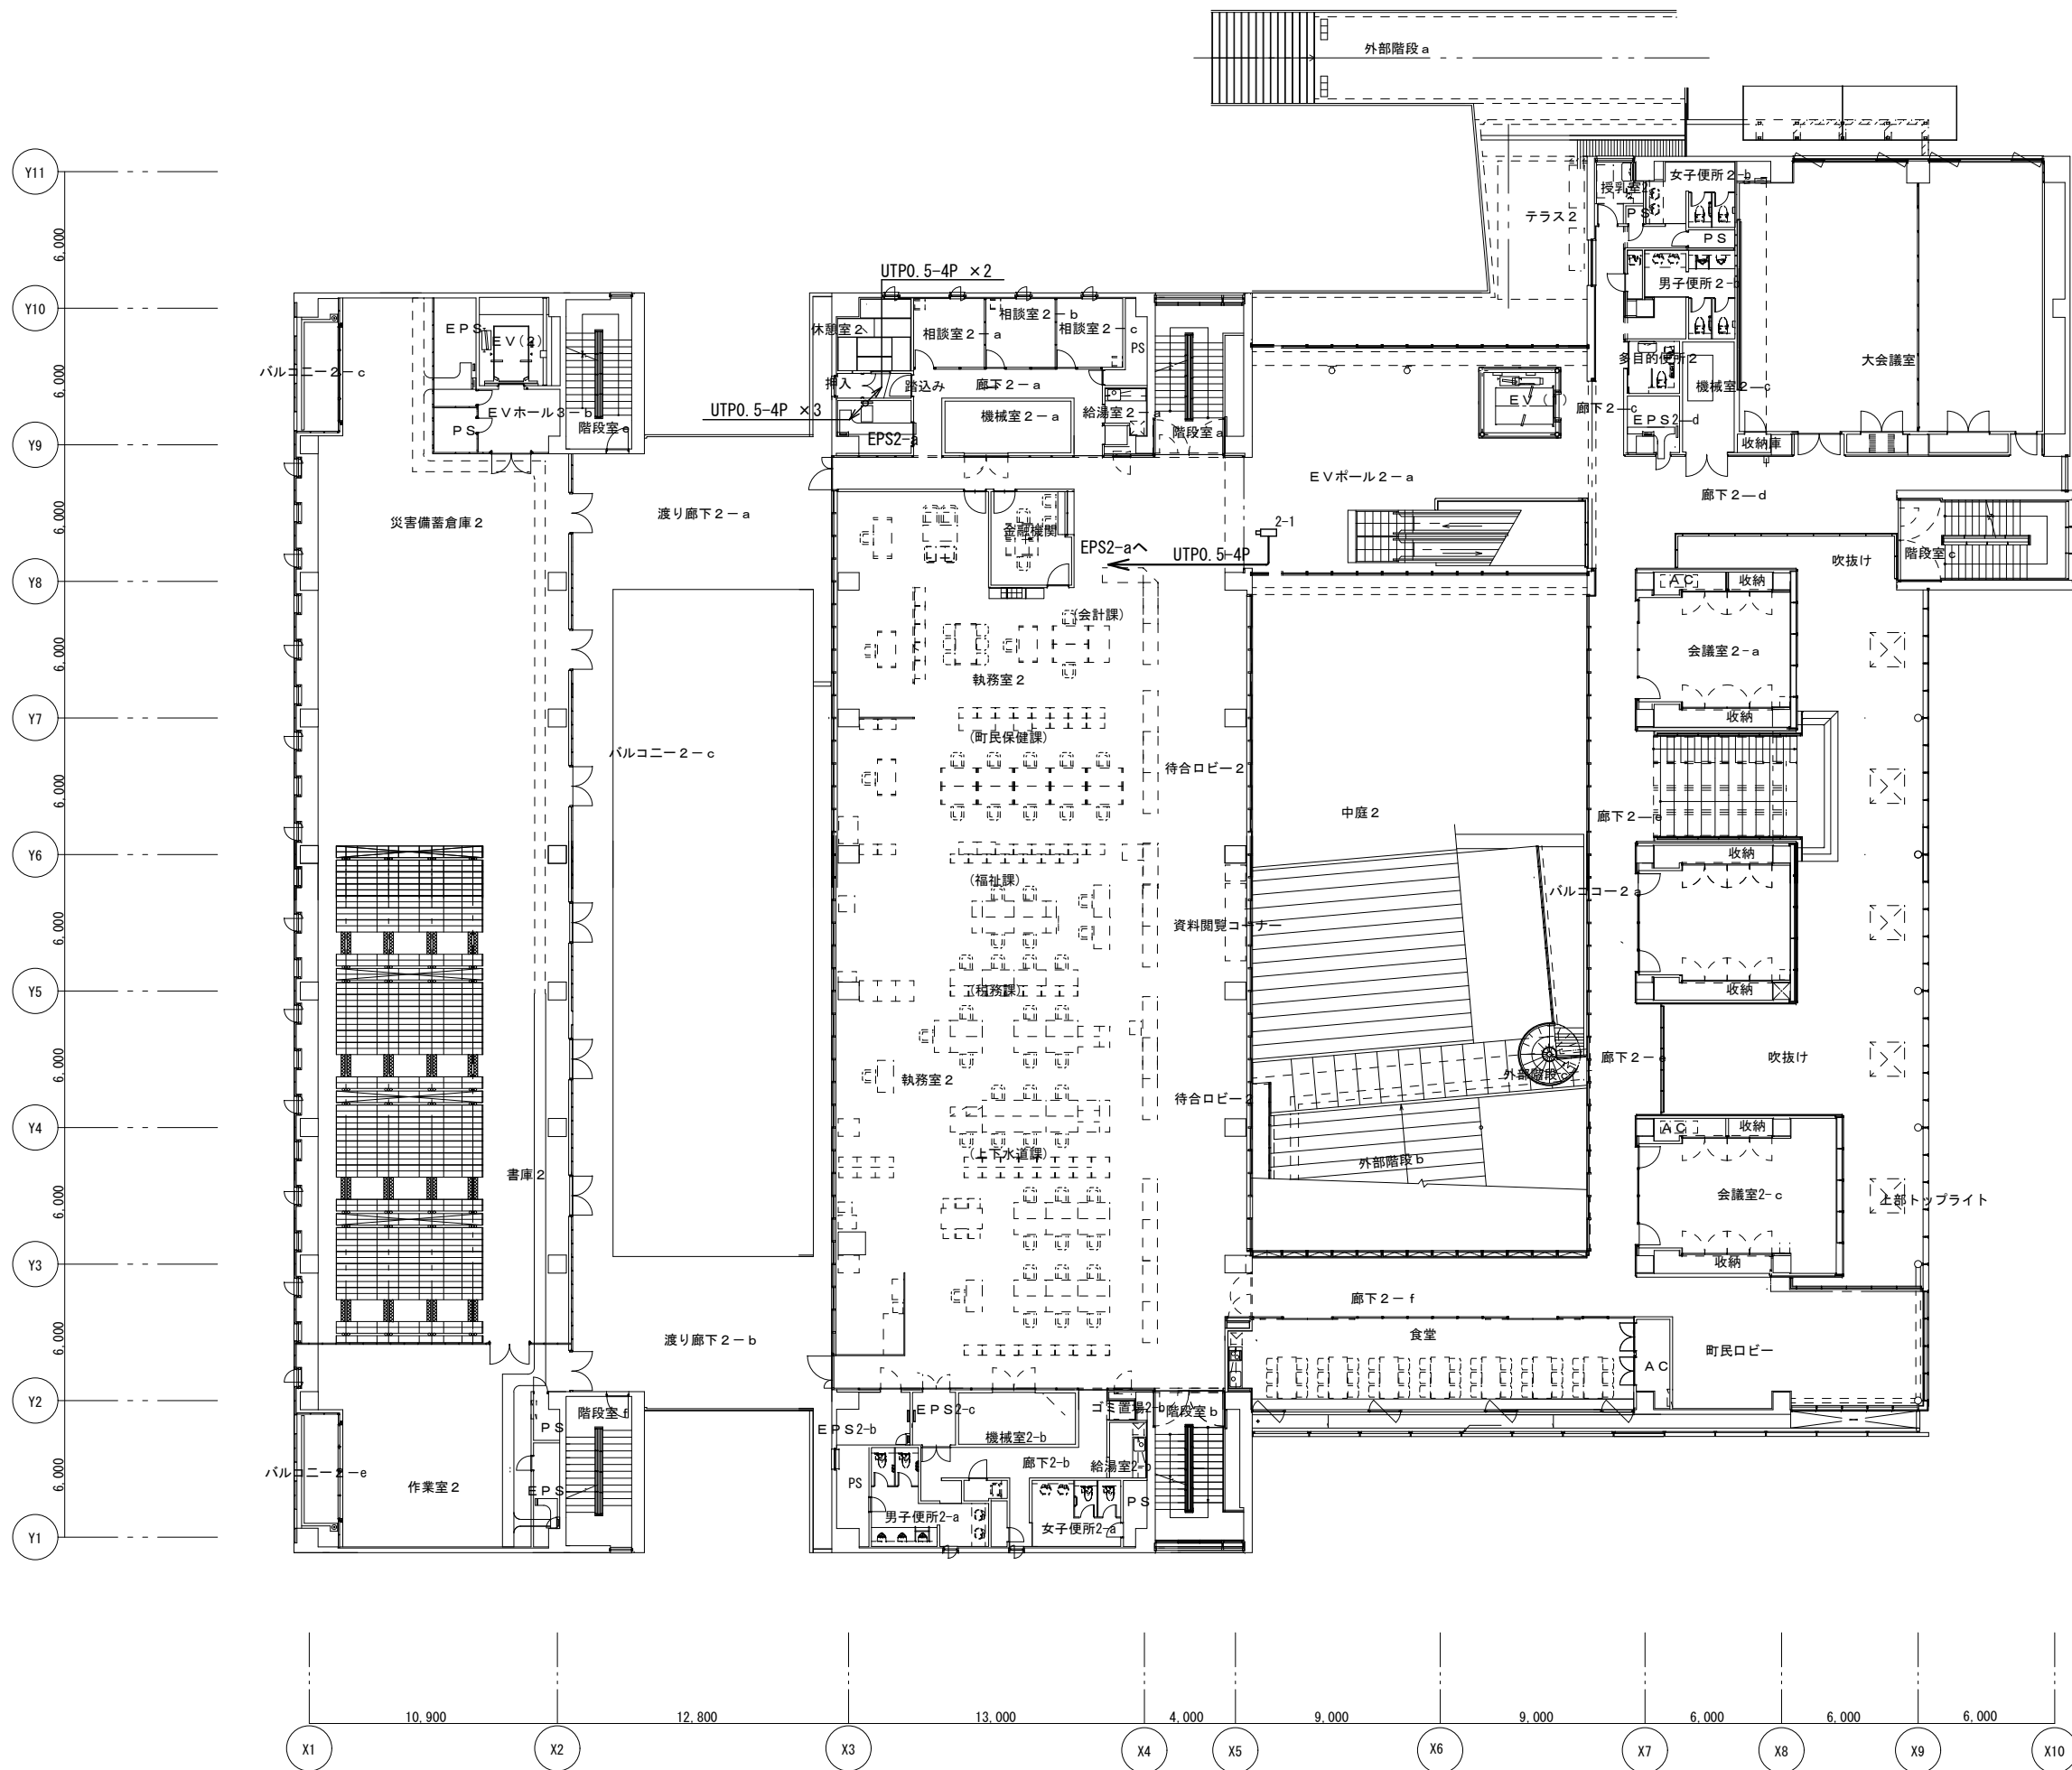 外部階段a
Y11
女子便所2-b
授乳室2
PS
テラス2
PS
6,000
UTP0.5-4P ×2
男子便所2-b
Y10
EPS
EV(2)
休憩室2
相談室2-a
相談室2-b
相談室2-c
PS
多目的便所2
大会議室
バルコニー2-c
6,000
押入
踏込み
廊下2-a
機械室2-c
EV(1)
廊下2-c
UTP0.5-4P ×3
EVホール3-b
機械室2-a
給湯室2-a
EPS2-d
PS
階段室e
EPS2-a
階段室a
収納庫
Y9
EVポール2-a
廊下2—d
6,000
災害備蓄倉庫2
渡り廊下2-a
金融機関
2-1
EPS2-aへ
UTP0.5-4P
階段室c
吹抜け
Y8
AC
収納
(会計課)
6,000
会議室2-a
執務室2
Y7
収納
(町民保健課)
バルコニー2-c
待合ロビー2
6,000
中庭2
廊下2—e
Y6
収納
(福祉課)
バルココー2a
6,000
資料閲覧コーナー
Y5
(税務課)
収納
6,000
執務室2
外部階段c
廊下2-e
吹抜け
待合ロビー2
Y4
AC
収納
(上下水道課)
書庫2
外部階段b
6,000
会議室2-c
上部トップライト
Y3
収納
廊下2-f
6,000
渡り廊下2-b
食堂
町民ロビー
AC
Y2
階段室f
PS
EPS2-b
EPS2-c
ゴミ置場2-b
階段室b
機械室2-b
6,000
バルコニー2-e
作業室2
EPS
PS
廊下2-b
給湯室2-b
PS
男子便所2-a
女子便所2-a
Y1
10,900
12,800
13,000
4,000
9,000
9,000
6,000
6,000
6,000
X1
X2
X3
X4
X5
X6
X7
X8
X9
X10